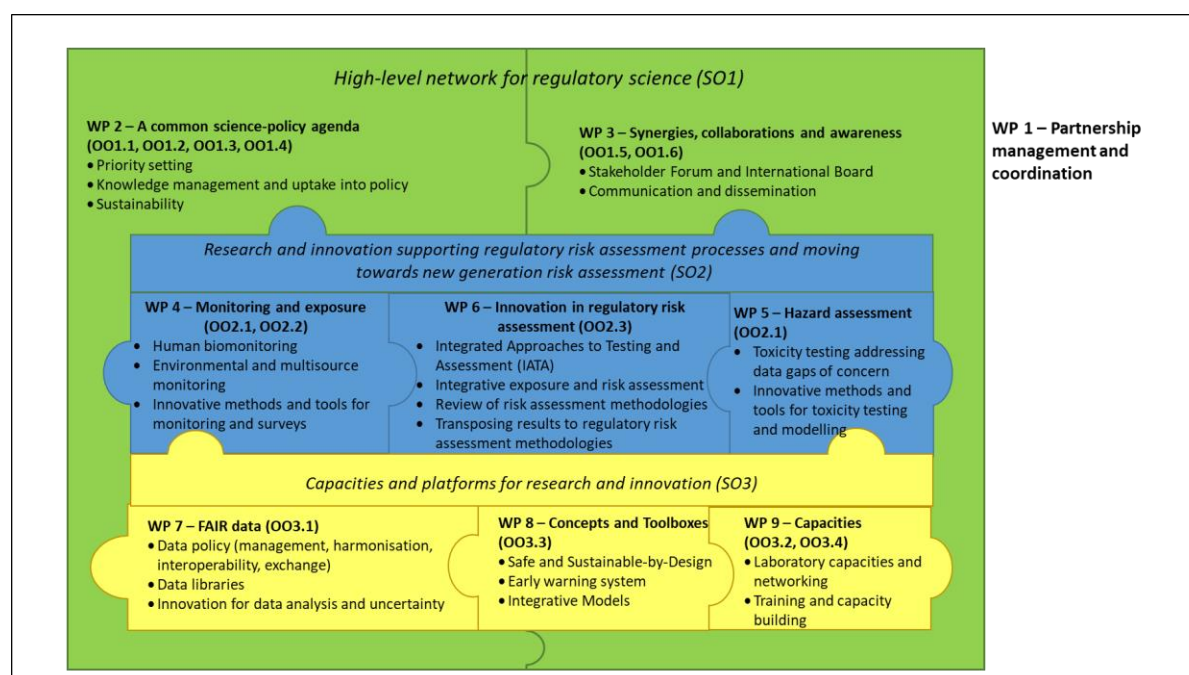 High-level network for regulatory science (SO1)
WP 2 – A common science-policy agenda
(OO1.1, OO1.2, OO1.3, OO1.4)
• Priority setting
• Knowledge management and uptake into policy
• Sustainability
WP 3 – Synergies, collaborations and awareness
(OO1.5, OO1.6)
• Stakeholder Forum and International Board
• Communication and dissemination
WP 1 – Partnership
management and
coordination
Research and innovation supporting regulatory risk assessment processes and moving
towards new generation risk assessment (SO2)
WP 4 – Monitoring and exposure
(OO2.1, OO2.2)
• Human biomonitoring
• Environmental and multisource
monitoring
• Innovative methods and tools for
monitoring and surveys
WP 6 – Innovation in regulatory risk
assessment (OO2.3)
• Integrated Approaches to Testing and
Assessment (IATA)
• Integrative exposure and risk assessment
• Review of risk assessment methodologies
• Transposing results to regulatory risk
assessment methodologies
WP 5 – Hazard assessment
(OO2.1)
• Toxicity testing addressing
data gaps of concern
• Innovative methods and
tools for toxicity testing
and modelling
Capacities and platforms for research and innovation (SO3)
WP 7 – FAIR data (OO3.1)
• Data policy (management, harmonisation,
interoperability, exchange)
• Data libraries
• Innovation for data analysis and uncertainty
WP 8 – Concepts and Toolboxes
(OO3.3)
• Safe and Sustainable-by-Design
• Early warning system
• Integrative Models
WP 9 – Capacities
(OO3.2, OO3.4)
• Laboratory capacities and
networking
• Training and capacity
building